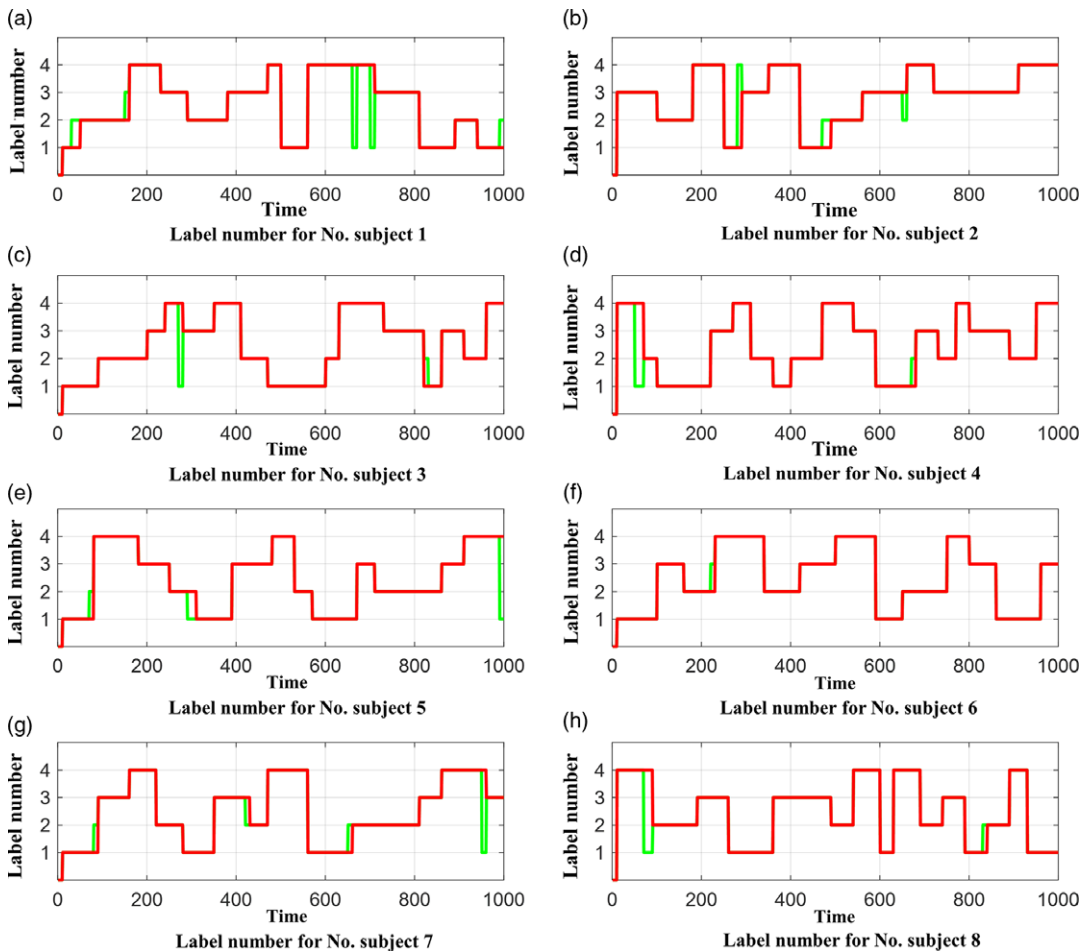 (a)
(b)
Label number
4
3
2
1
0 200 400 600 800 1000
Time
Label number for No. subject 1
Label number
4
3
2
1
0 200 400 600 800 1000
Time
Label number for No. subject 2
(c)
(d)
Label number
4
3
2
1
0 200 400 600 800 1000
Time
Label number for No. subject 3
Label number
4
3
2
1
0 200 400 600 800 1000
Time
Label number for No. subject 4
(e)
(f)
Label number
4
3
2
1
0 200 400 600 800 1000
Time
Label number for No. subject 5
Label number
4
3
2
1
0 200 400 600 800 1000
Time
Label number for No. subject 6
(g)
(h)
Label number
4
3
2
1
0 200 400 600 800 1000
Time
Label number for No. subject 7
Label number
4
3
2
1
0 200 400 600 800 1000
Time
Label number for No. subject 8